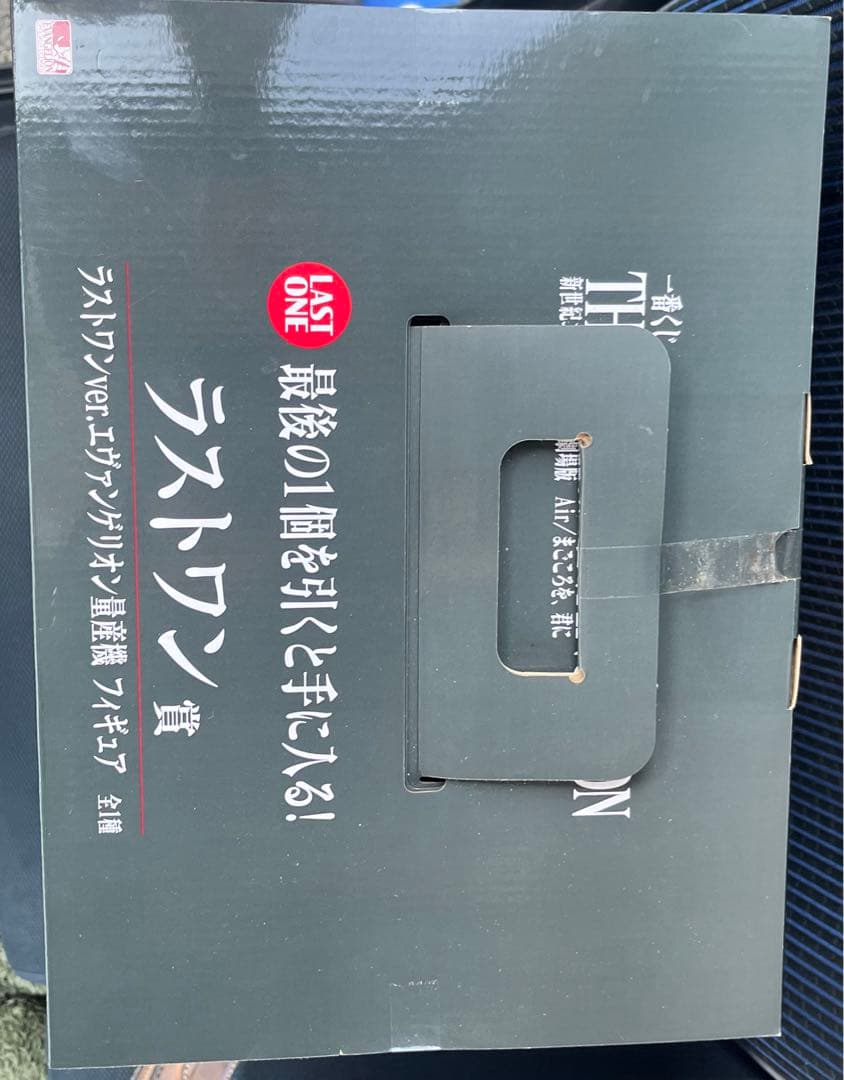 一番くじ
TH
ON
新世紀
劇場版 Air/まごころを、君に
LAST
ONE
最後の1個を引くと手に入る!
ラストワン賞
ラストワンver.エヴァンゲリオン量産機 フィギュア 全1種
EVANGELION